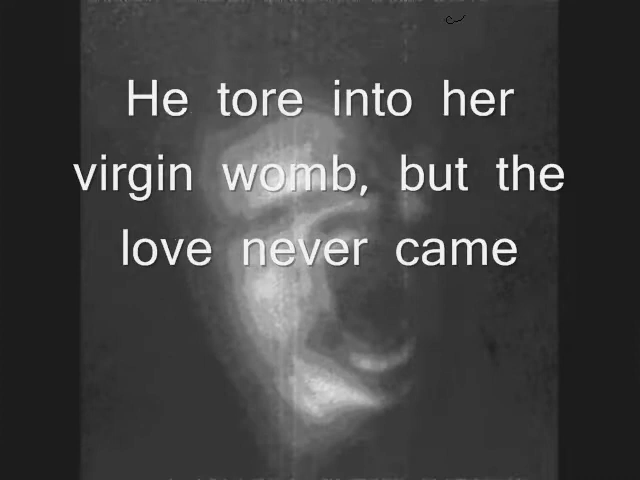 He tore into her
virgin womb, but the
love never came